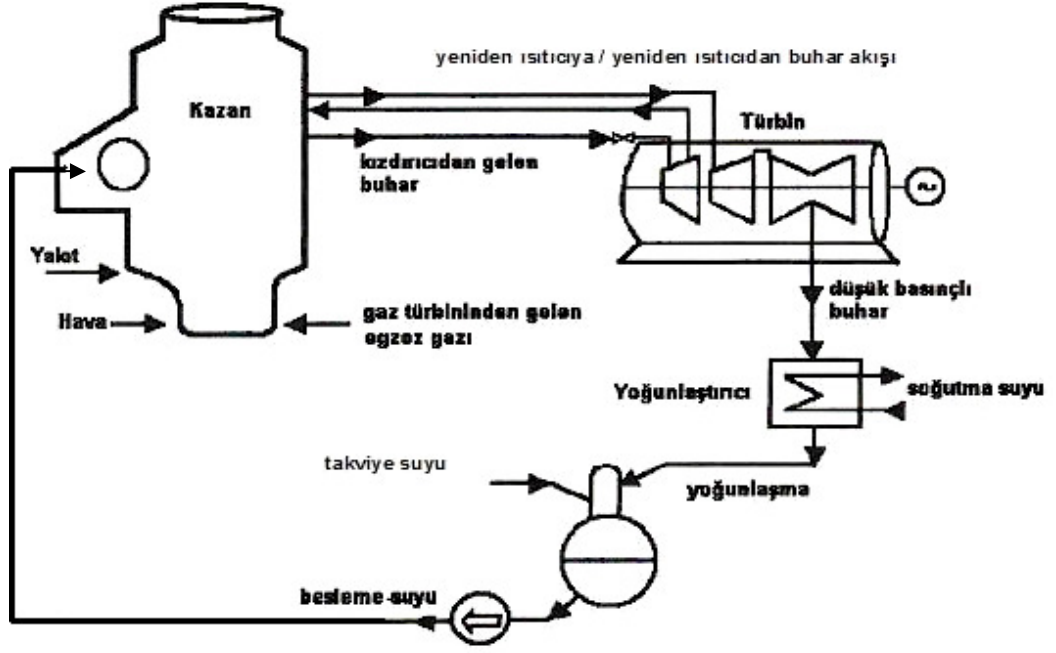 yeniden ısıtıcıya / yeniden ısıtıcıdan buhar akışı
Kazan
Türbin
kızdırıcıdan gelen
buhar
Yakıt
Hava
gaz türbininden gelen
egzoz gazı
düşük basınçlı
buhar
Yoğunlaştırıcı
soğutma suyu
takviye suyu
yoğunlaşma
besleme suyu